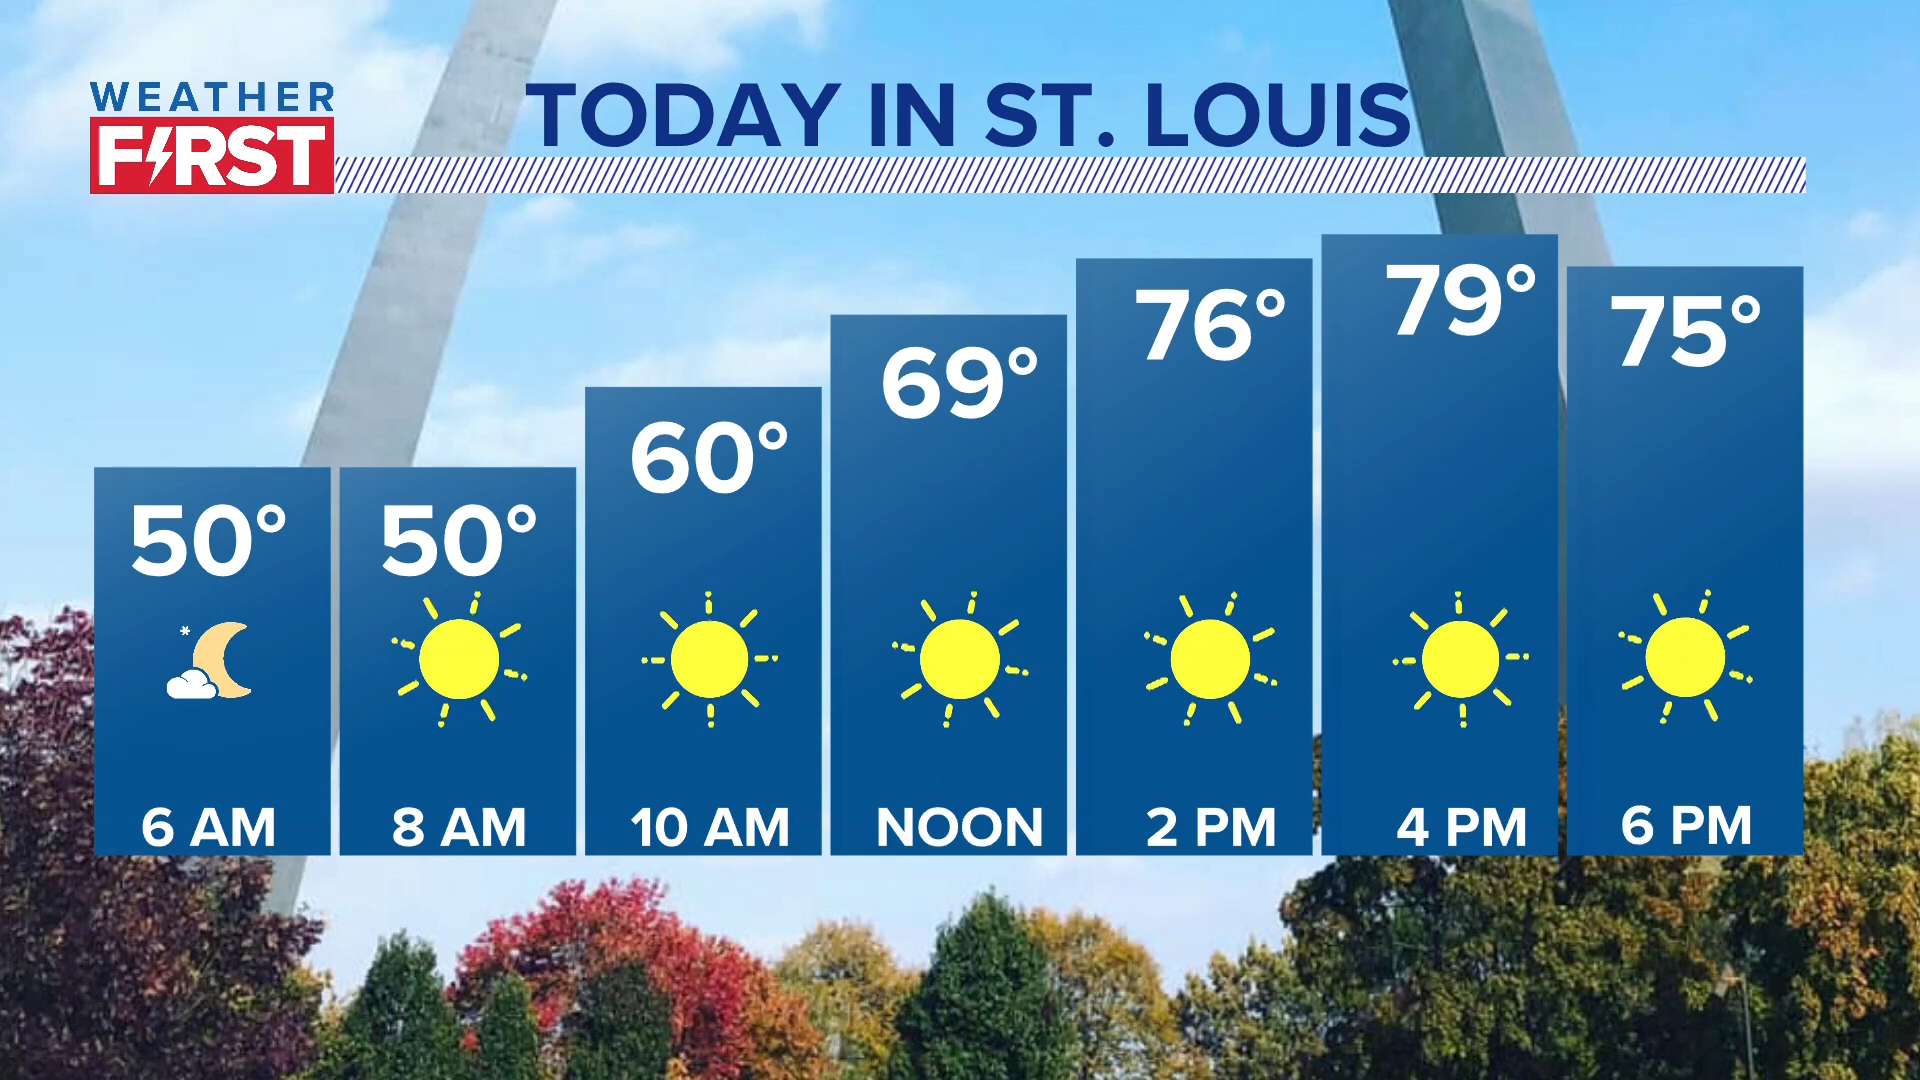 WEATHER
FIRST
TODAY IN ST. LOUIS
50°
50°
60°
69°
76°
79°
75°
6 AM
8 AM
10 AM
NOON
2 PM
4 PM
6 PM